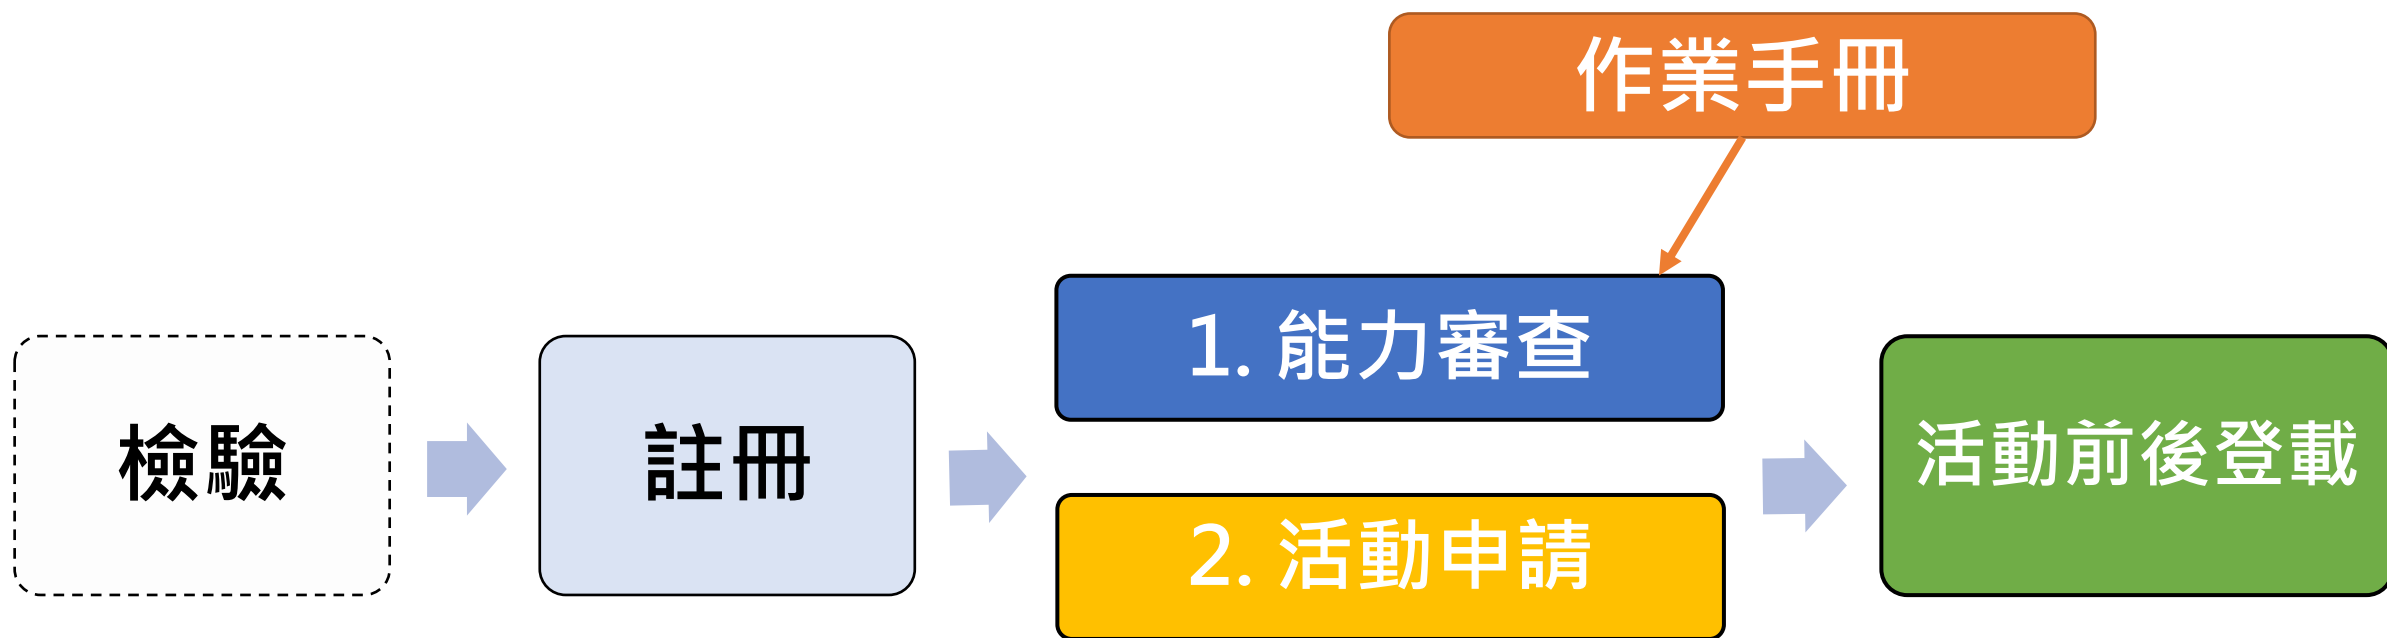 作業手冊
檢驗
註冊
1. 能力審查
2. 活動申請
活動前後登載